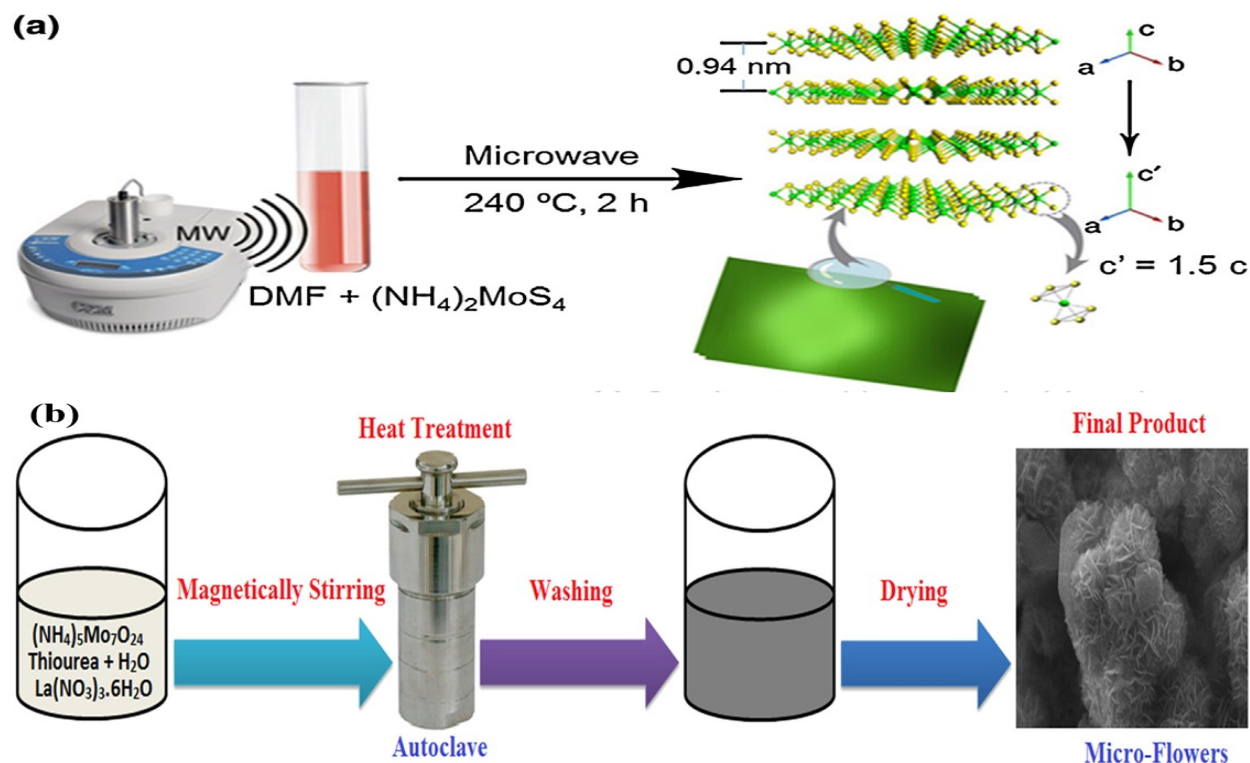 (a)
0.94 nm
c
a
b
Microwave
240 ºC, 2 h
MW
c′
a
b
c' = 1.5 c
DMF + (NH₄)₂MoS₄
(b)
Heat Treatment
Final Product
Magnetically Stirring
Washing
Drying
(NH₄)₅Mo₇O₂₄
Thiourea + H₂O
La(NO₃)₃.6H₂O
Autoclave
Micro-Flowers